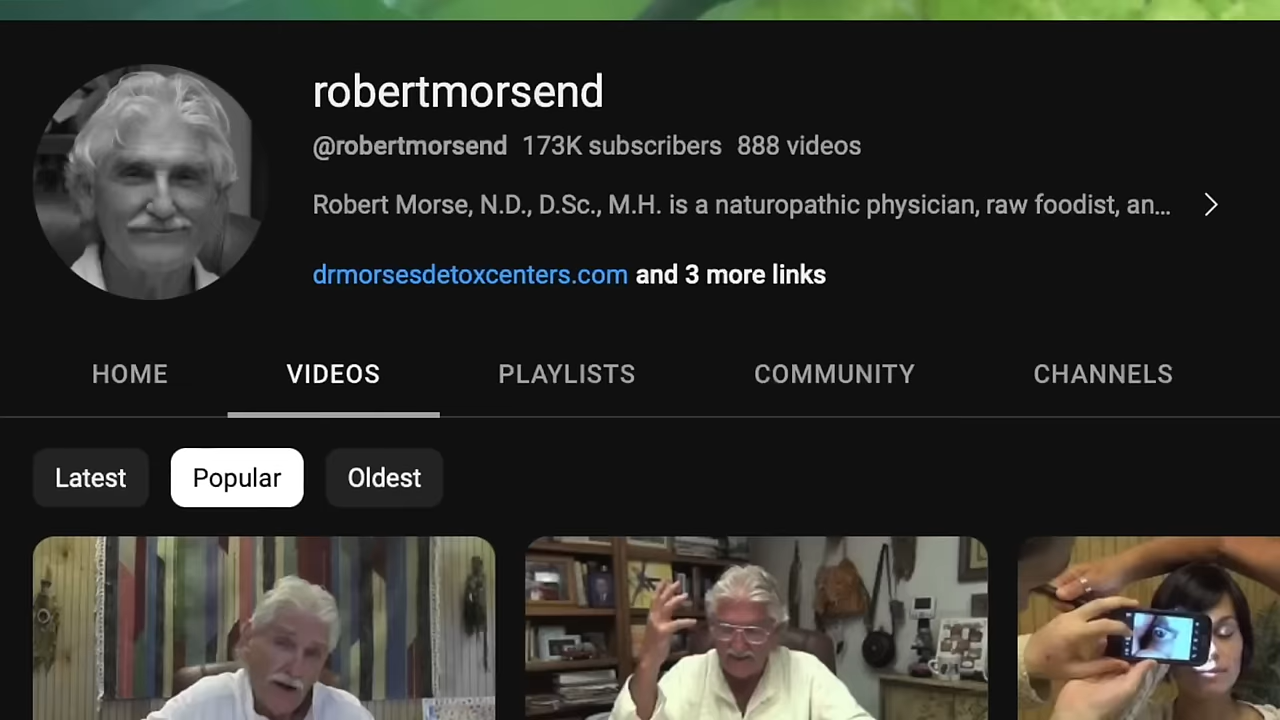 robertmorsend
@robertmorsend 173K subscribers 888 videos
Robert Morse, N.D., D.Sc., M.H. is a naturopathic physician, raw foodist, an...
drmorsesdetoxcenters.com and 3 more links
HOME VIDEOS PLAYLISTS COMMUNITY CHANNELS
Latest Popular Oldest